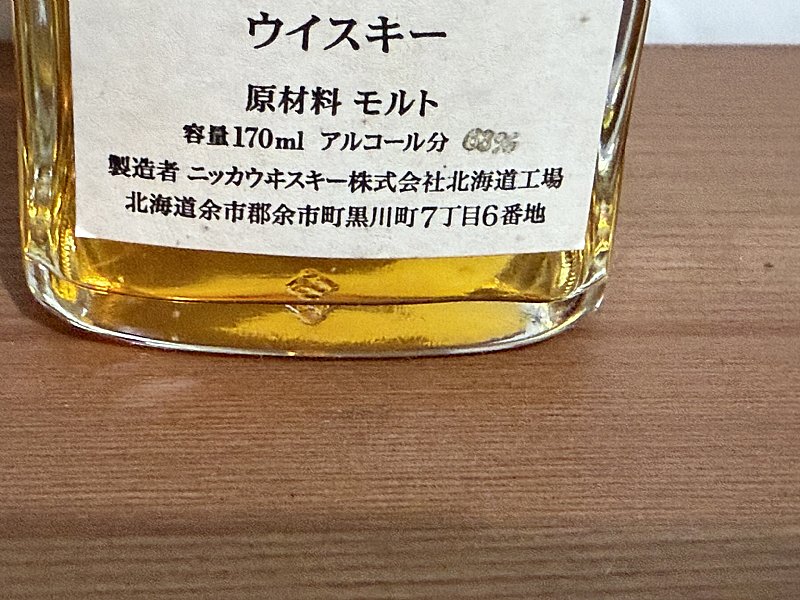 ウイスキー
原材料 モルト
容量170ml アルコール分
製造者 ニッカウヰスキー株式会社北海道工場
北海道余市郡余市町黒川町7丁目6番地